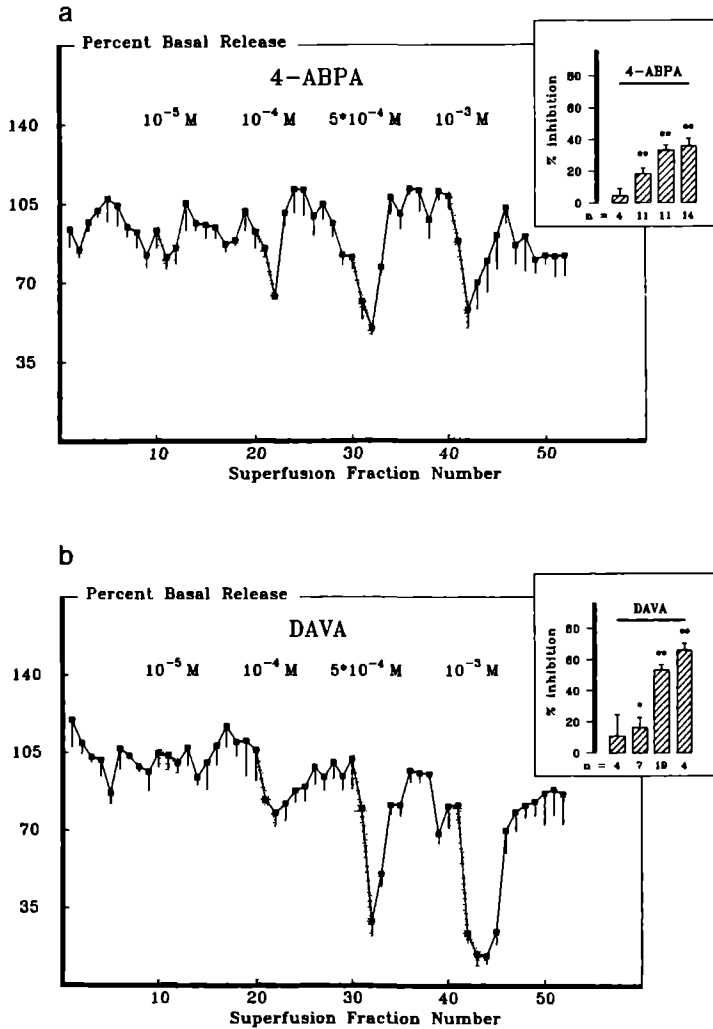 a
Percent Basal Release
4-ABPA
10⁻⁵ M 10⁻⁴ M 5*10⁻⁴ M 10⁻³ M
140
105
70
35
10 20 30 40 50
Superfusion Fraction Number
% inhibition
4-ABPA
80
60
40
20
0
** ** **
n = 4 11 11 14
b
Percent Basal Release
DAVA
10⁻⁵ M 10⁻⁴ M 5*10⁻⁴ M 10⁻³ M
140
105
70
35
10 20 30 40 50
Superfusion Fraction Number
% inhibition
DAVA
80
60
40
20
0
* ** **
n = 4 7 19 4